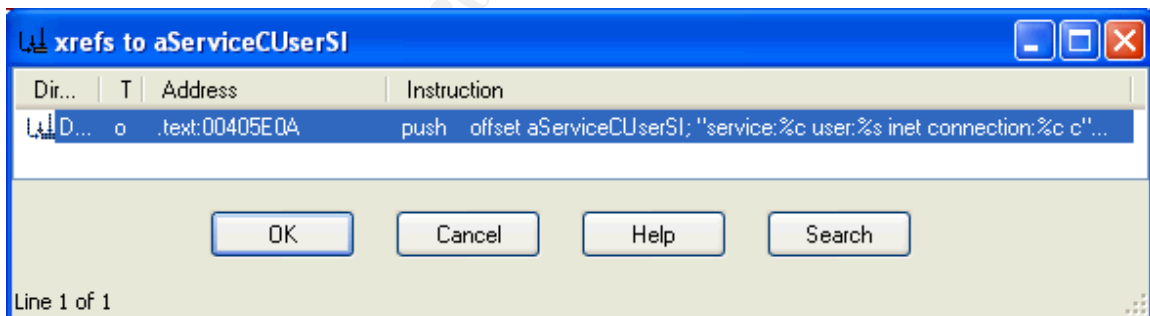 xrefs to aServiceCUserSI
Dir... T Address Instruction
D... o .text:00405E0A push offset aServiceCUserSI; "service:%c user:%s inet connection:%c c"...
OK Cancel Help Search
Line 1 of 1